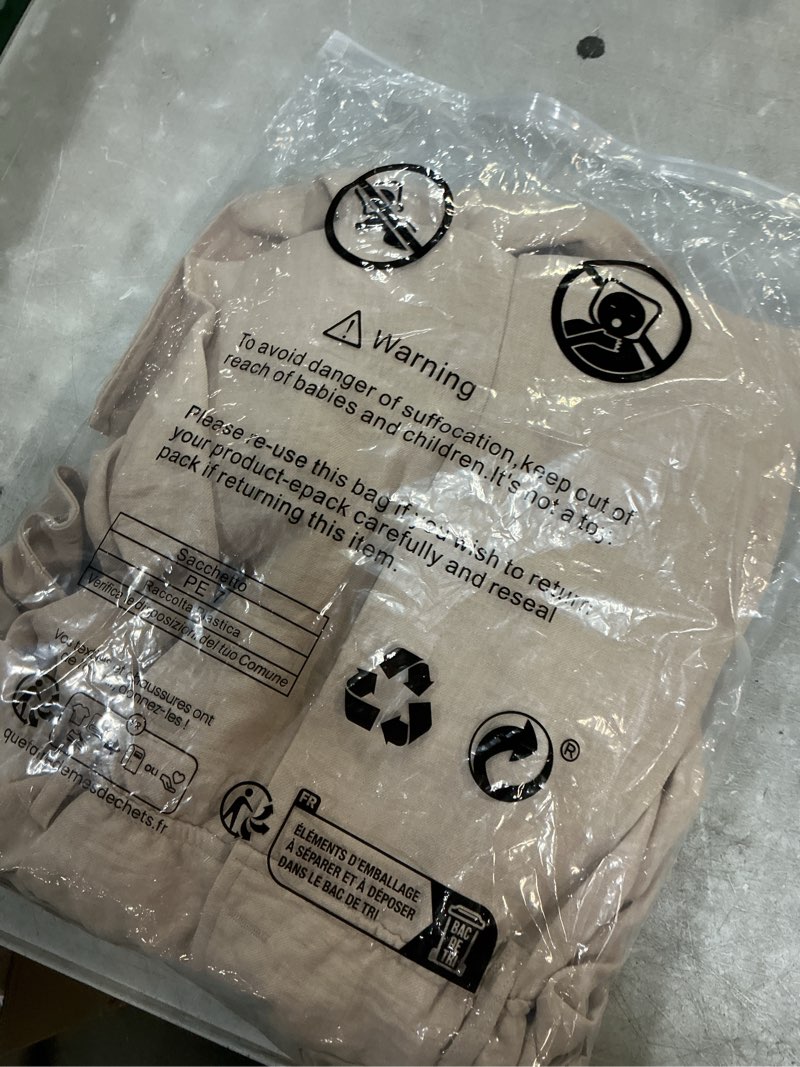 Warning
To avoid danger of suffocation,keep out of
reach of babies and children.It's not a toy.
Please re-use this bag if you wish to return
your product-epack carefully and reseal
pack if returning this item.
Sacchetto
PE
Raccolta plastica
Verifica disposizioni del tuo Comune
chaussures ont
donnez-les !
ou
dechets.fr
®
FR
ÉLÉMENTS D'EMBALLAGE
À SÉPARER ET À DÉPOSER
DANS LE BAC DE TRI
BAC
DE
TRI